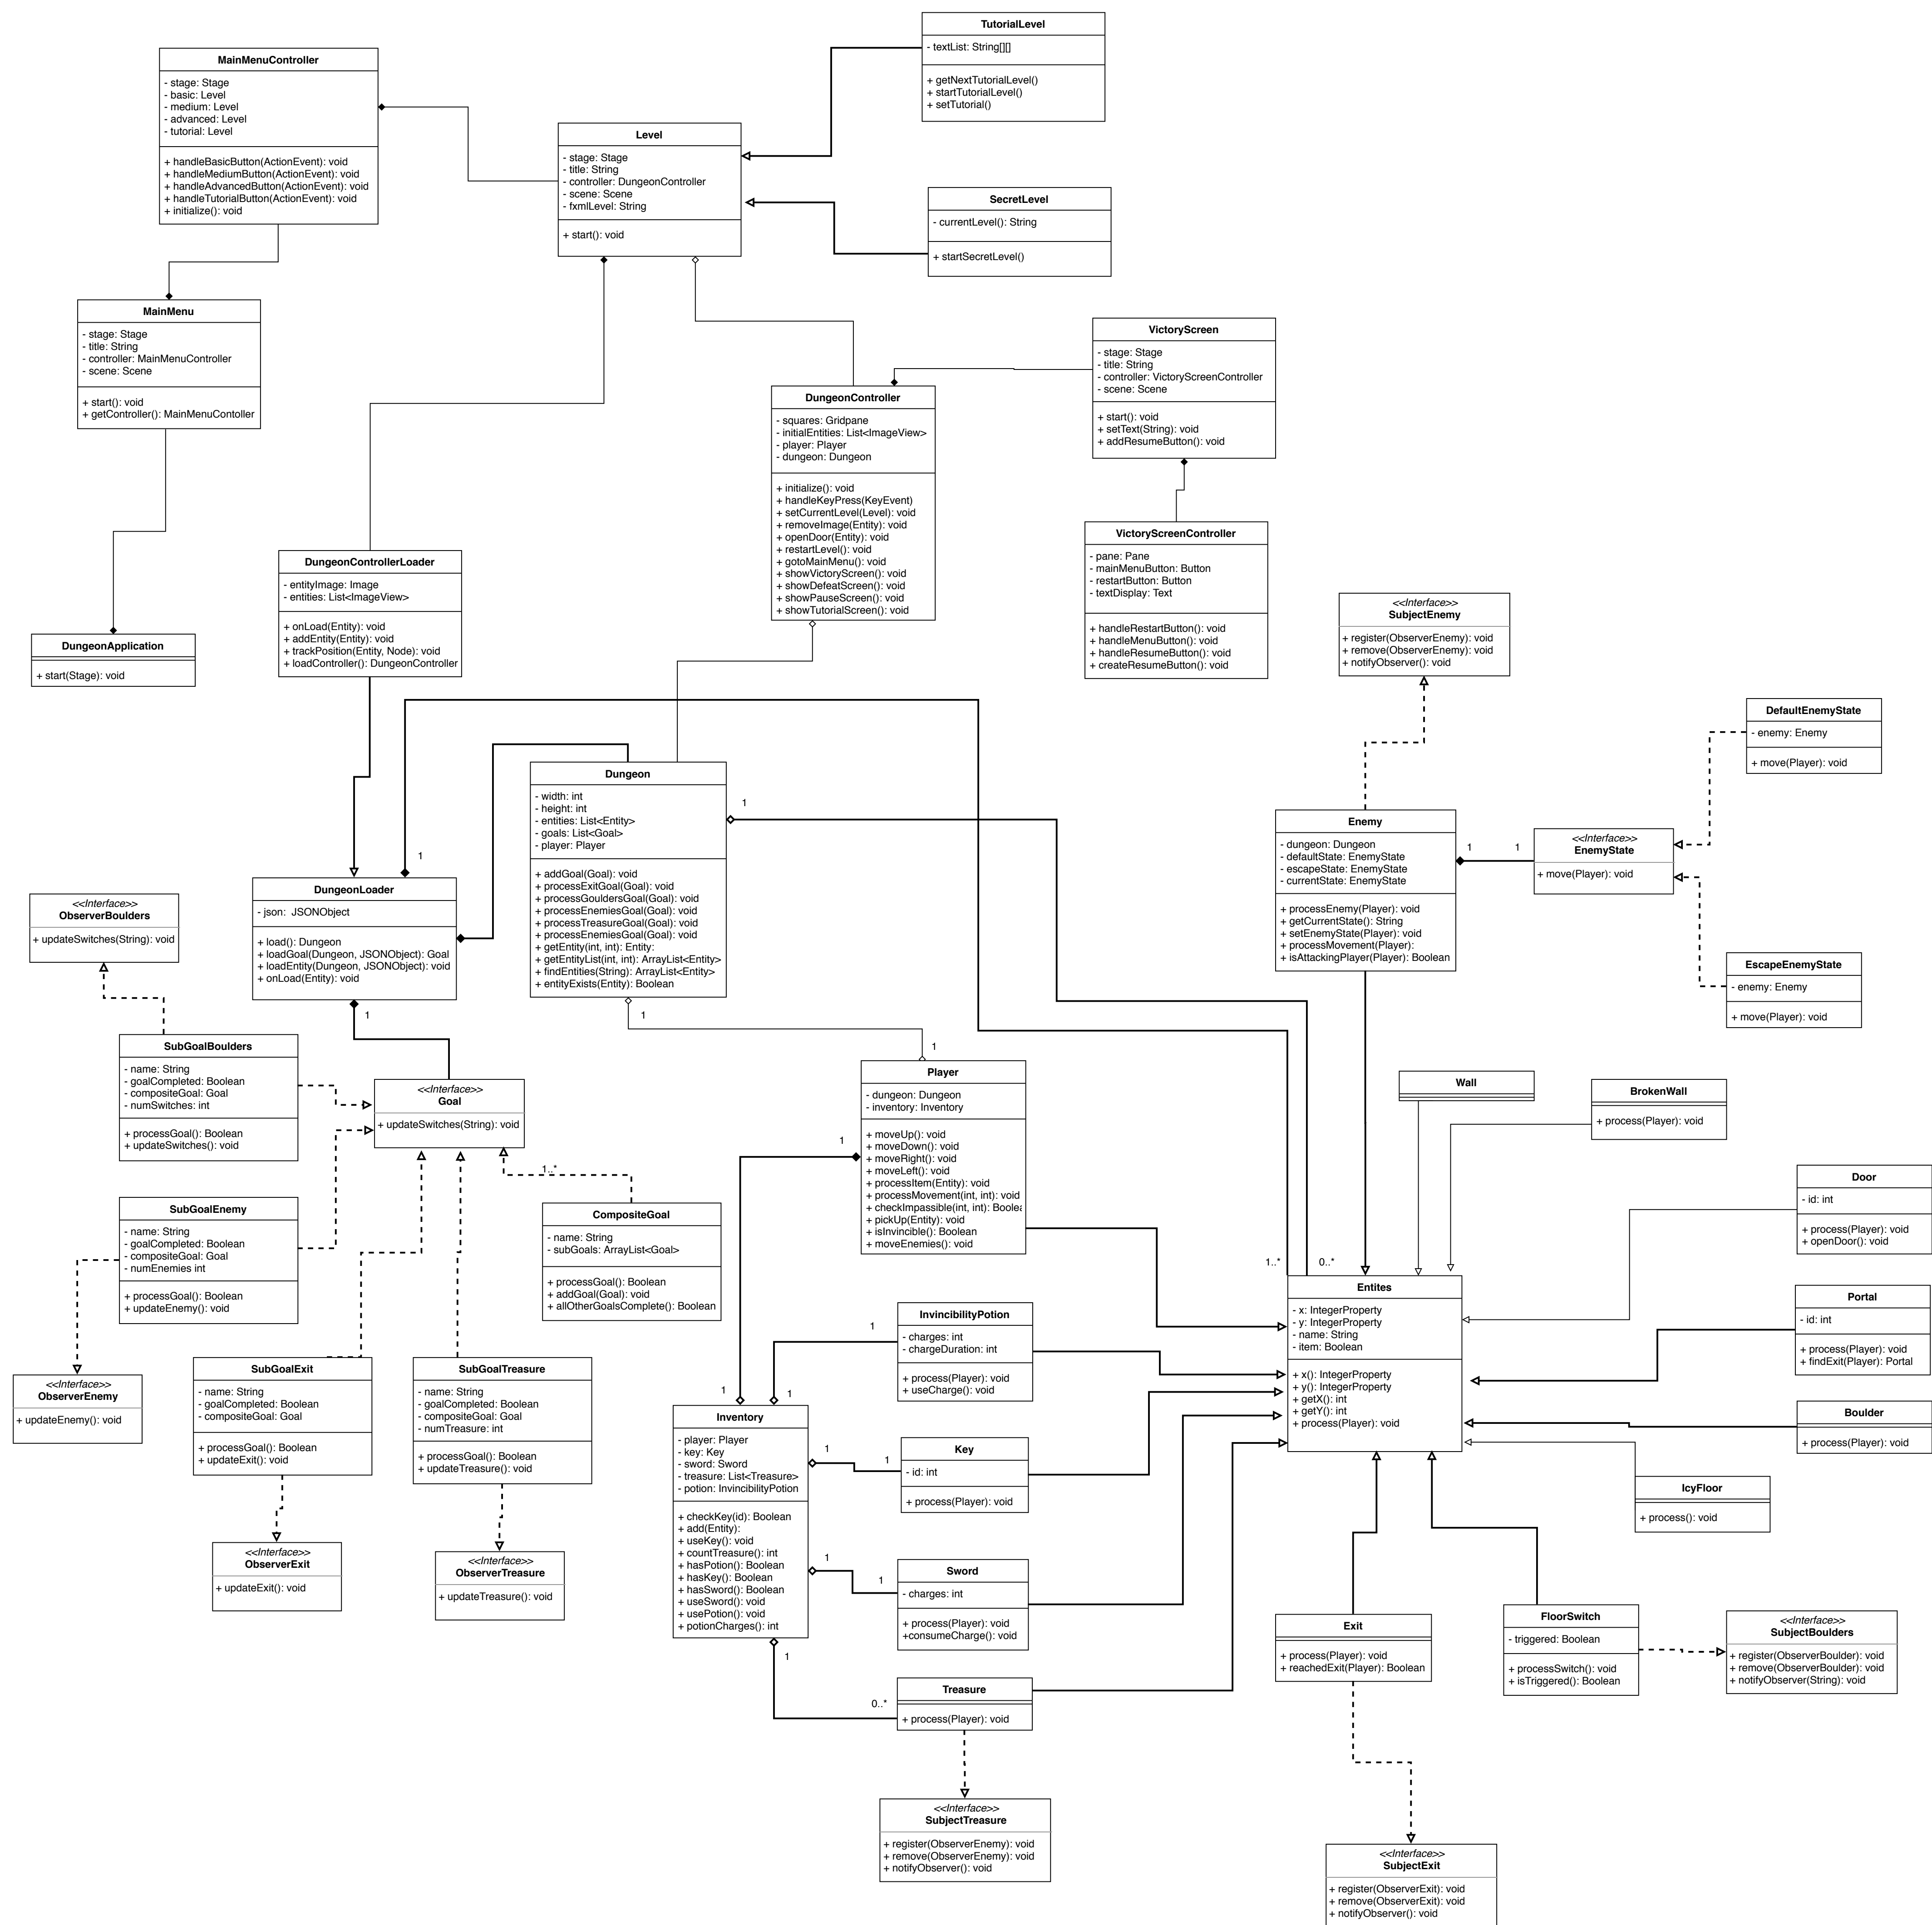 TutorialLevel
- textList: String[][]
+ getNextTutorialLevel()
+ startTutorialLevel()
+ setTutorial()
MainMenuController
- stage: Stage
- basic: Level
- medium: Level
- advanced: Level
- tutorial: Level
+ handleBasicButton(ActionEvent): void
+ handleMediumButton(ActionEvent): void
+ handleAdvancedButton(ActionEvent): void
+ handleTutorialButton(ActionEvent): void
+ initialize(): void
Level
- stage: Stage
- title: String
- controller: DungeonController
- scene: Scene
- fxmlLevel: String
+ start(): void
SecretLevel
- currentLevel(): String
+ startSecretLevel()
MainMenu
- stage: Stage
- title: String
- controller: MainMenuController
- scene: Scene
+ start(): void
+ getController(): MainMenuContoller
VictoryScreen
- stage: Stage
- title: String
- controller: VictoryScreenController
- scene: Scene
+ start(): void
+ setText(String): void
+ addResumeButton(): void
DungeonController
- squares: Gridpane
- initialEntities: List<ImageView>
- player: Player
- dungeon: Dungeon
+ initialize(): void
+ handleKeyPress(KeyEvent)
+ setCurrentLevel(Level): void
+ removeImage(Entity): void
+ openDoor(Entity): void
+ restartLevel(): void
+ gotoMainMenu(): void
+ showVictoryScreen(): void
+ showDefeatScreen(): void
+ showPauseScreen(): void
+ showTutorialScreen(): void
VictoryScreenController
- pane: Pane
- mainMenuButton: Button
- restartButton: Button
- textDisplay: Text
+ handleRestartButton(): void
+ handleMenuButton(): void
+ handleResumeButton(): void
+ createResumeButton(): void
DungeonControllerLoader
- entityImage: Image
- entities: List<ImageView>
+ onLoad(Entity): void
+ addEntity(Entity): void
+ trackPosition(Entity, Node): void
+ loadController(): DungeonController
DungeonApplication
+ start(Stage): void
<<Interface>>
SubjectEnemy
+ register(ObserverEnemy): void
+ remove(ObserverEnemy): void
+ notifyObserver(): void
DefaultEnemyState
- enemy: Enemy
+ move(Player): void
Dungeon
- width: int
- height: int
- entities: List<Entity>
- goals: List<Goal>
- player: Player
+ addGoal(Goal): void
+ processExitGoal(Goal): void
+ processGouldersGoal(Goal): void
+ processEnemiesGoal(Goal): void
+ processTreasureGoal(Goal): void
+ processEnemiesGoal(Goal): void
+ getEntity(int, int): Entity:
+ getEntityList(int, int): ArrayList<Entity>
+ findEntities(String): ArrayList<Entity>
+ entityExists(Entity): Boolean
1
1
Enemy
- dungeon: Dungeon
- defaultState: EnemyState
- escapeState: EnemyState
- currentState: EnemyState
+ processEnemy(Player): void
+ getCurrentState(): String
+ setEnemyState(Player): void
+ processMovement(Player):
+ isAttackingPlayer(Player): Boolean
1
1
<<Interface>>
EnemyState
+ move(Player): void
EscapeEnemyState
- enemy: Enemy
+ move(Player): void
1
DungeonLoader
- json:  JSONObject
+ load(): Dungeon
+ loadGoal(Dungeon, JSONObject): Goal
+ loadEntity(Dungeon, JSONObject): void
+ onLoad(Entity): void
1
<<Interface>>
ObserverBoulders
+ updateSwitches(String): void
SubGoalBoulders
- name: String
- goalCompleted: Boolean
- compositeGoal: Goal
- numSwitches: int
+ processGoal(): Boolean
+ updateSwitches(): void
<<Interface>>
Goal
+ updateSwitches(String): void
1
Player
- dungeon: Dungeon
- inventory: Inventory
+ moveUp(): void
+ moveDown(): void
+ moveRight(): void
+ moveLeft(): void
+ processItem(Entity): void
+ processMovement(int, int): void
+ checkImpassible(int, int): Boolea
+ pickUp(Entity): void
+ isInvincible(): Boolean
+ moveEnemies(): void
1
Wall
BrokenWall
+ process(Player): void
Door
- id: int
+ process(Player): void
+ openDoor(): void
SubGoalEnemy
- name: String
- goalCompleted: Boolean
- compositeGoal: Goal
- numEnemies int
+ processGoal(): Boolean
+ updateEnemy(): void
1..*
CompositeGoal
- name: String
- subGoals: ArrayList<Goal>
+ processGoal(): Boolean
+ addGoal(Goal): void
+ allOtherGoalsComplete(): Boolean
1..*
0..*
Entites
- x: IntegerProperty
- y: IntegerProperty
- name: String
- item: Boolean
+ x(): IntegerProperty
+ y(): IntegerProperty
+ getX(): int
+ getY(): int
+ process(Player): void
Portal
- id: int
+ process(Player): void
+ findExit(Player): Portal
1
InvincibilityPotion
- charges: int
- chargeDuration: int
+ process(Player): void
+ useCharge(): void
<<Interface>>
ObserverEnemy
+ updateEnemy(): void
SubGoalExit
- name: String
- goalCompleted: Boolean
- compositeGoal: Goal
+ processGoal(): Boolean
+ updateExit(): void
SubGoalTreasure
- name: String
- goalCompleted: Boolean
- compositeGoal: Goal
- numTreasure: int
+ processGoal(): Boolean
+ updateTreasure(): void
1
1
Inventory
- player: Player
- key: Key
- sword: Sword
- treasure: List<Treasure>
- potion: InvincibilityPotion
+ checkKey(id): Boolean
+ add(Entity):
+ useKey(): void
+ countTreasure(): int
+ hasPotion(): Boolean
+ hasKey(): Boolean
+ hasSword(): Boolean
+ useSword(): void
+ usePotion(): void
+ potionCharges(): int
1
1
Key
- id: int
+ process(Player): void
Boulder
+ process(Player): void
IcyFloor
+ process(): void
<<Interface>>
ObserverExit
+ updateExit(): void
<<Interface>>
ObserverTreasure
+ updateTreasure(): void
1
1
Sword
- charges: int
+ process(Player): void
+consumeCharge(): void
Exit
+ process(Player): void
+ reachedExit(Player): Boolean
FloorSwitch
- triggered: Boolean
+ processSwitch(): void
+ isTriggered(): Boolean
<<Interface>>
SubjectBoulders
+ register(ObserverBoulder): void
+ remove(ObserverBoulder): void
+ notifyObserver(String): void
1
0..*
Treasure
+ process(Player): void
<<Interface>>
SubjectTreasure
+ register(ObserverEnemy): void
+ remove(ObserverEnemy): void
+ notifyObserver(): void
<<Interface>>
SubjectExit
+ register(ObserverExit): void
+ remove(ObserverExit): void
+ notifyObserver(): void